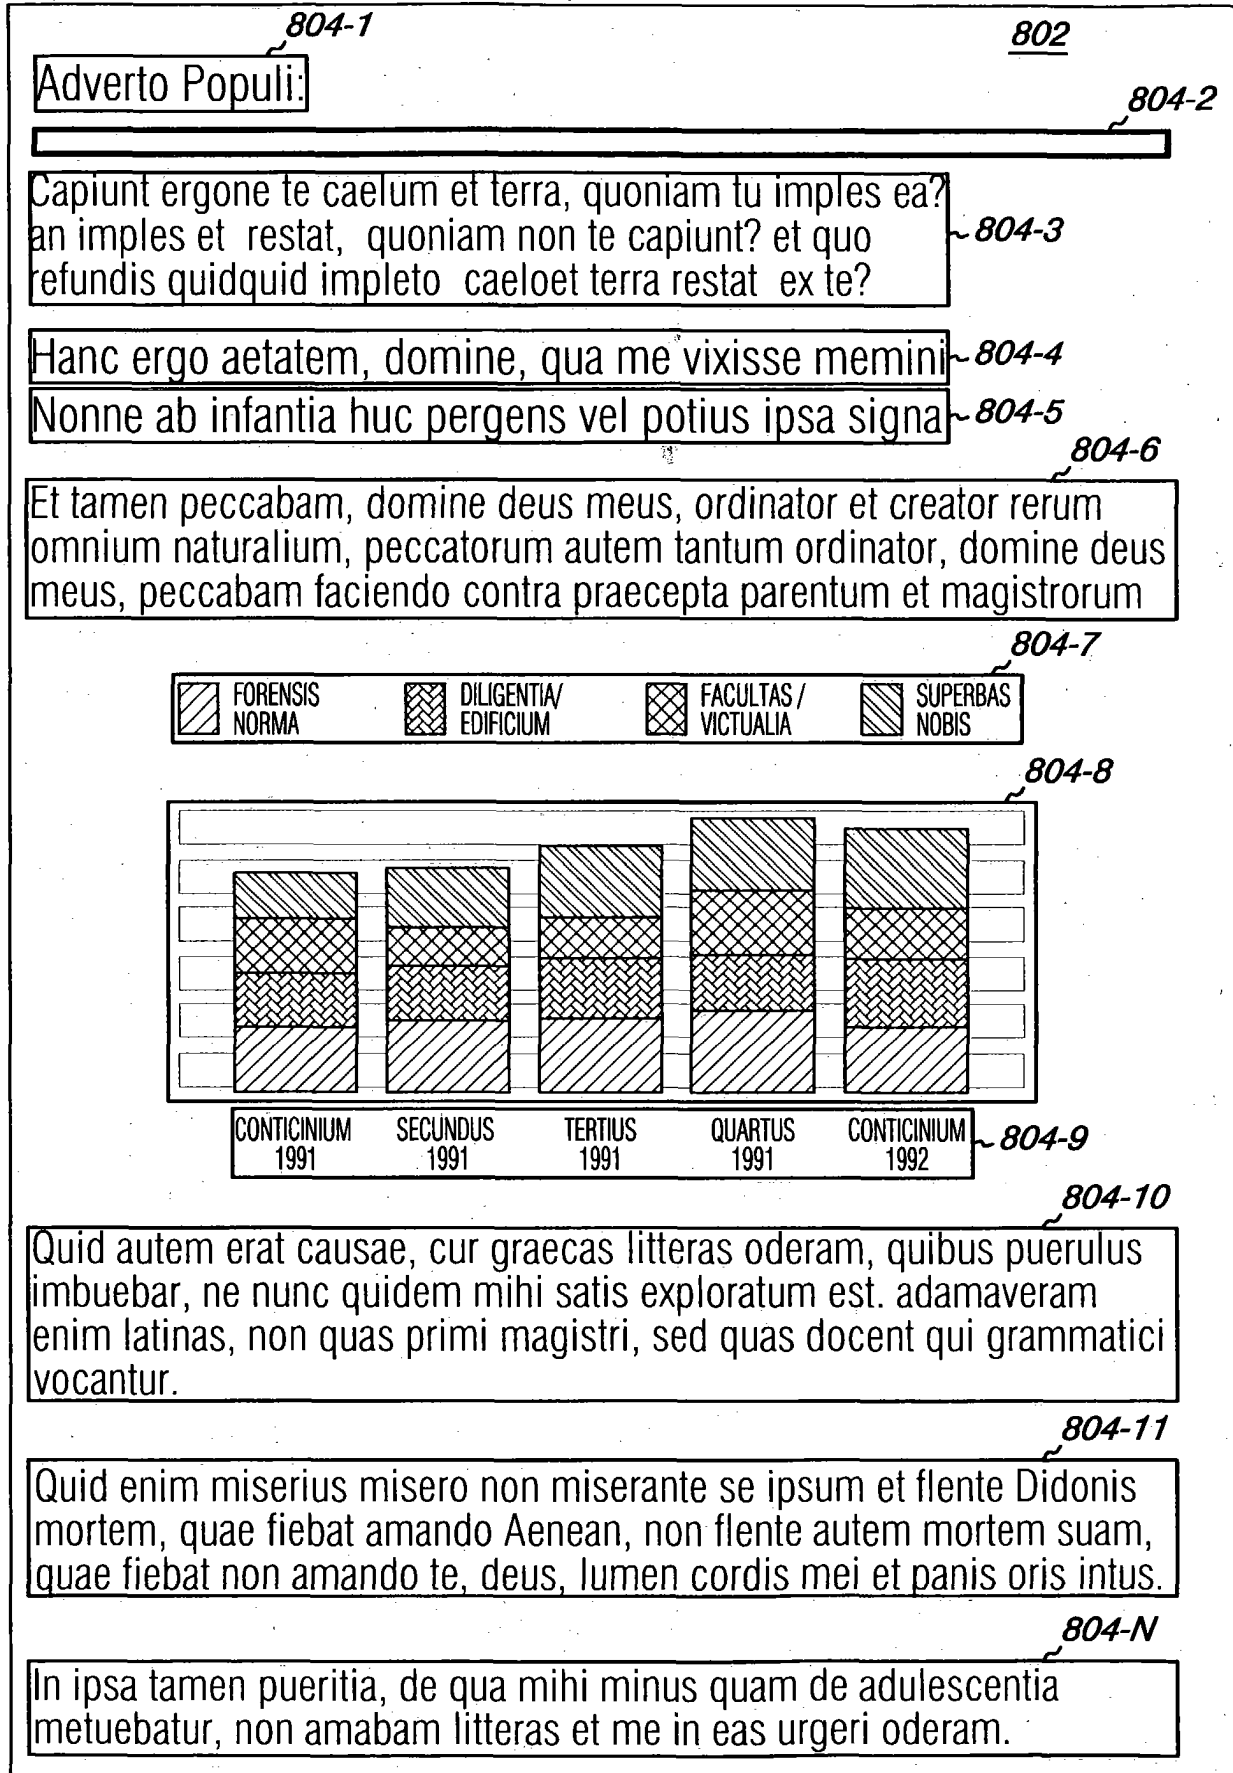 804-1
802
Adverto Populi:
804-2
Capiunt ergone te caelum et terra, quoniam tu imples ea?
an imples et restat, quoniam non te capiunt? et quo
refundis quidquid impleto caeloet terra restat ex te?
804-3
Hanc ergo aetatem, domine, qua me vixisse memini
804-4
Nonne ab infantia huc pergens vel potius ipsa signa
804-5
804-6
Et tamen peccabam, domine deus meus, ordinator et creator rerum
omnium naturalium, peccatorum autem tantum ordinator, domine deus
meus, peccabam faciendo contra praecepta parentum et magistrorum
804-7
FORENSIS
NORMA
DILIGENTIA/
EDIFICIUM
FACULTAS /
VICTUALIA
SUPERBAS
NOBIS
804-8
CONTICINIUM
1991
SECUNDUS
1991
TERTIUS
1991
QUARTUS
1991
CONTICINIUM
1992
804-9
804-10
Quid autem erat causae, cur graecas litteras oderam, quibus puerulus
imbuebar, ne nunc quidem mihi satis exploratum est. adamaveram
enim latinas, non quas primi magistri, sed quas docent qui grammatici
vocantur.
804-11
Quid enim miserius misero non miserante se ipsum et flente Didonis
mortem, quae fiebat amando Aenean, non flente autem mortem suam,
quae fiebat non amando te, deus, lumen cordis mei et panis oris intus.
804-N
In ipsa tamen pueritia, de qua mihi minus quam de adulescentia
metuebatur, non amabam litteras et me in eas urgeri oderam.